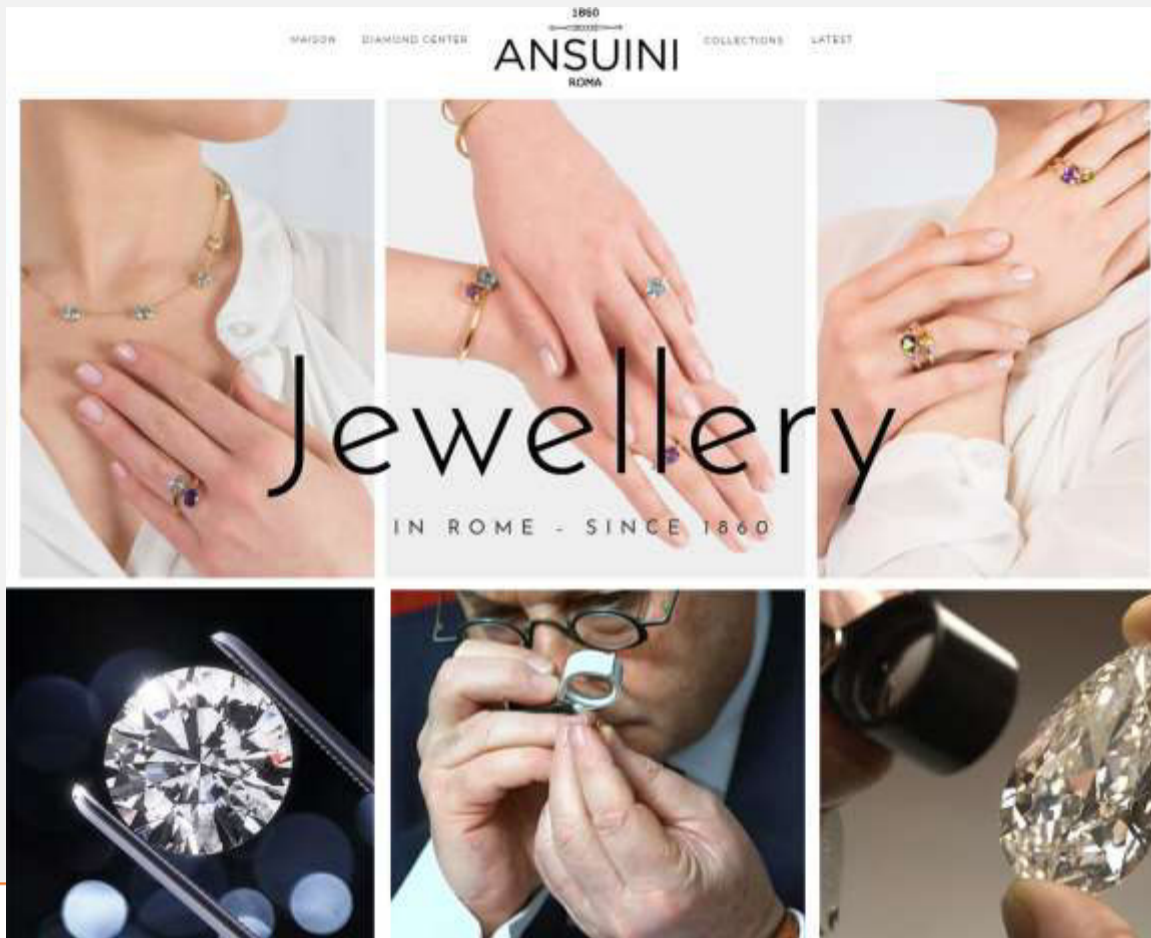 1860
MAISON DIAMOND CENTER ANSUINI COLLECTIONS LATEST
ROMA
Jewellery
IN ROME - SINCE 1860